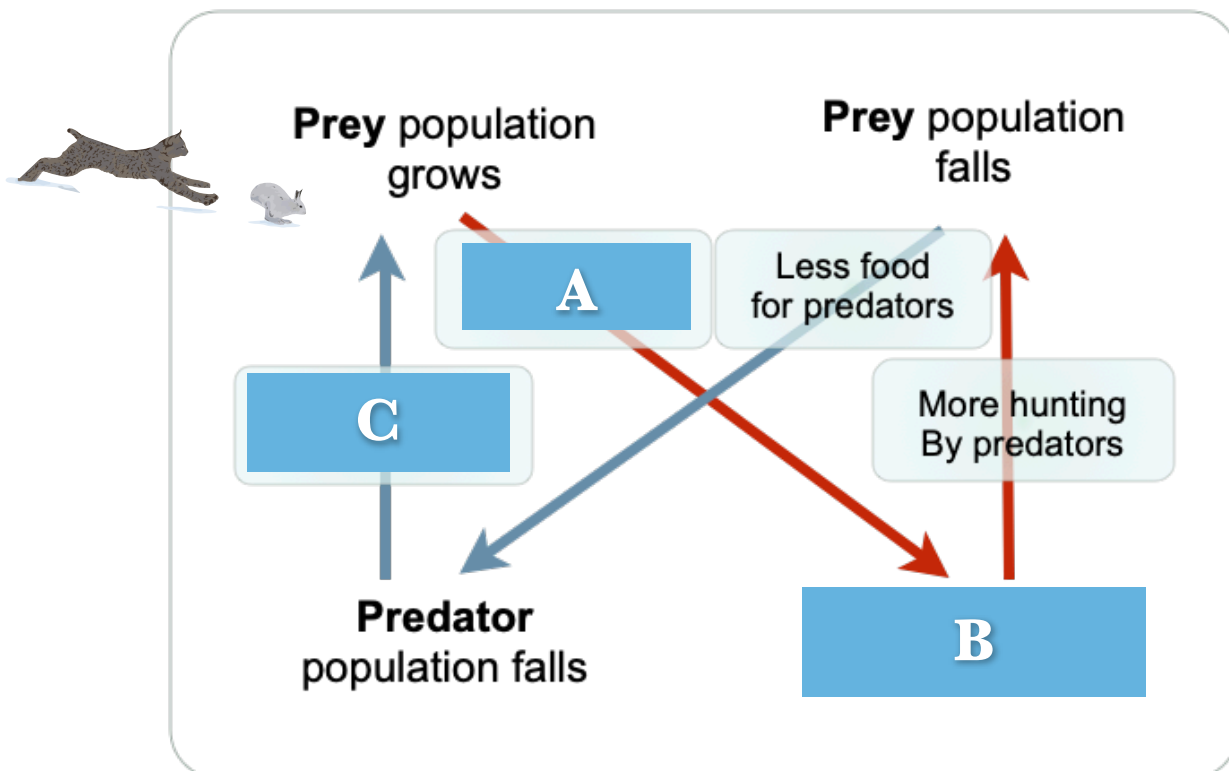 Prey population
grows
Prey population
falls
A
Less food
for predators
C
More hunting
By predators
Predator
population falls
B